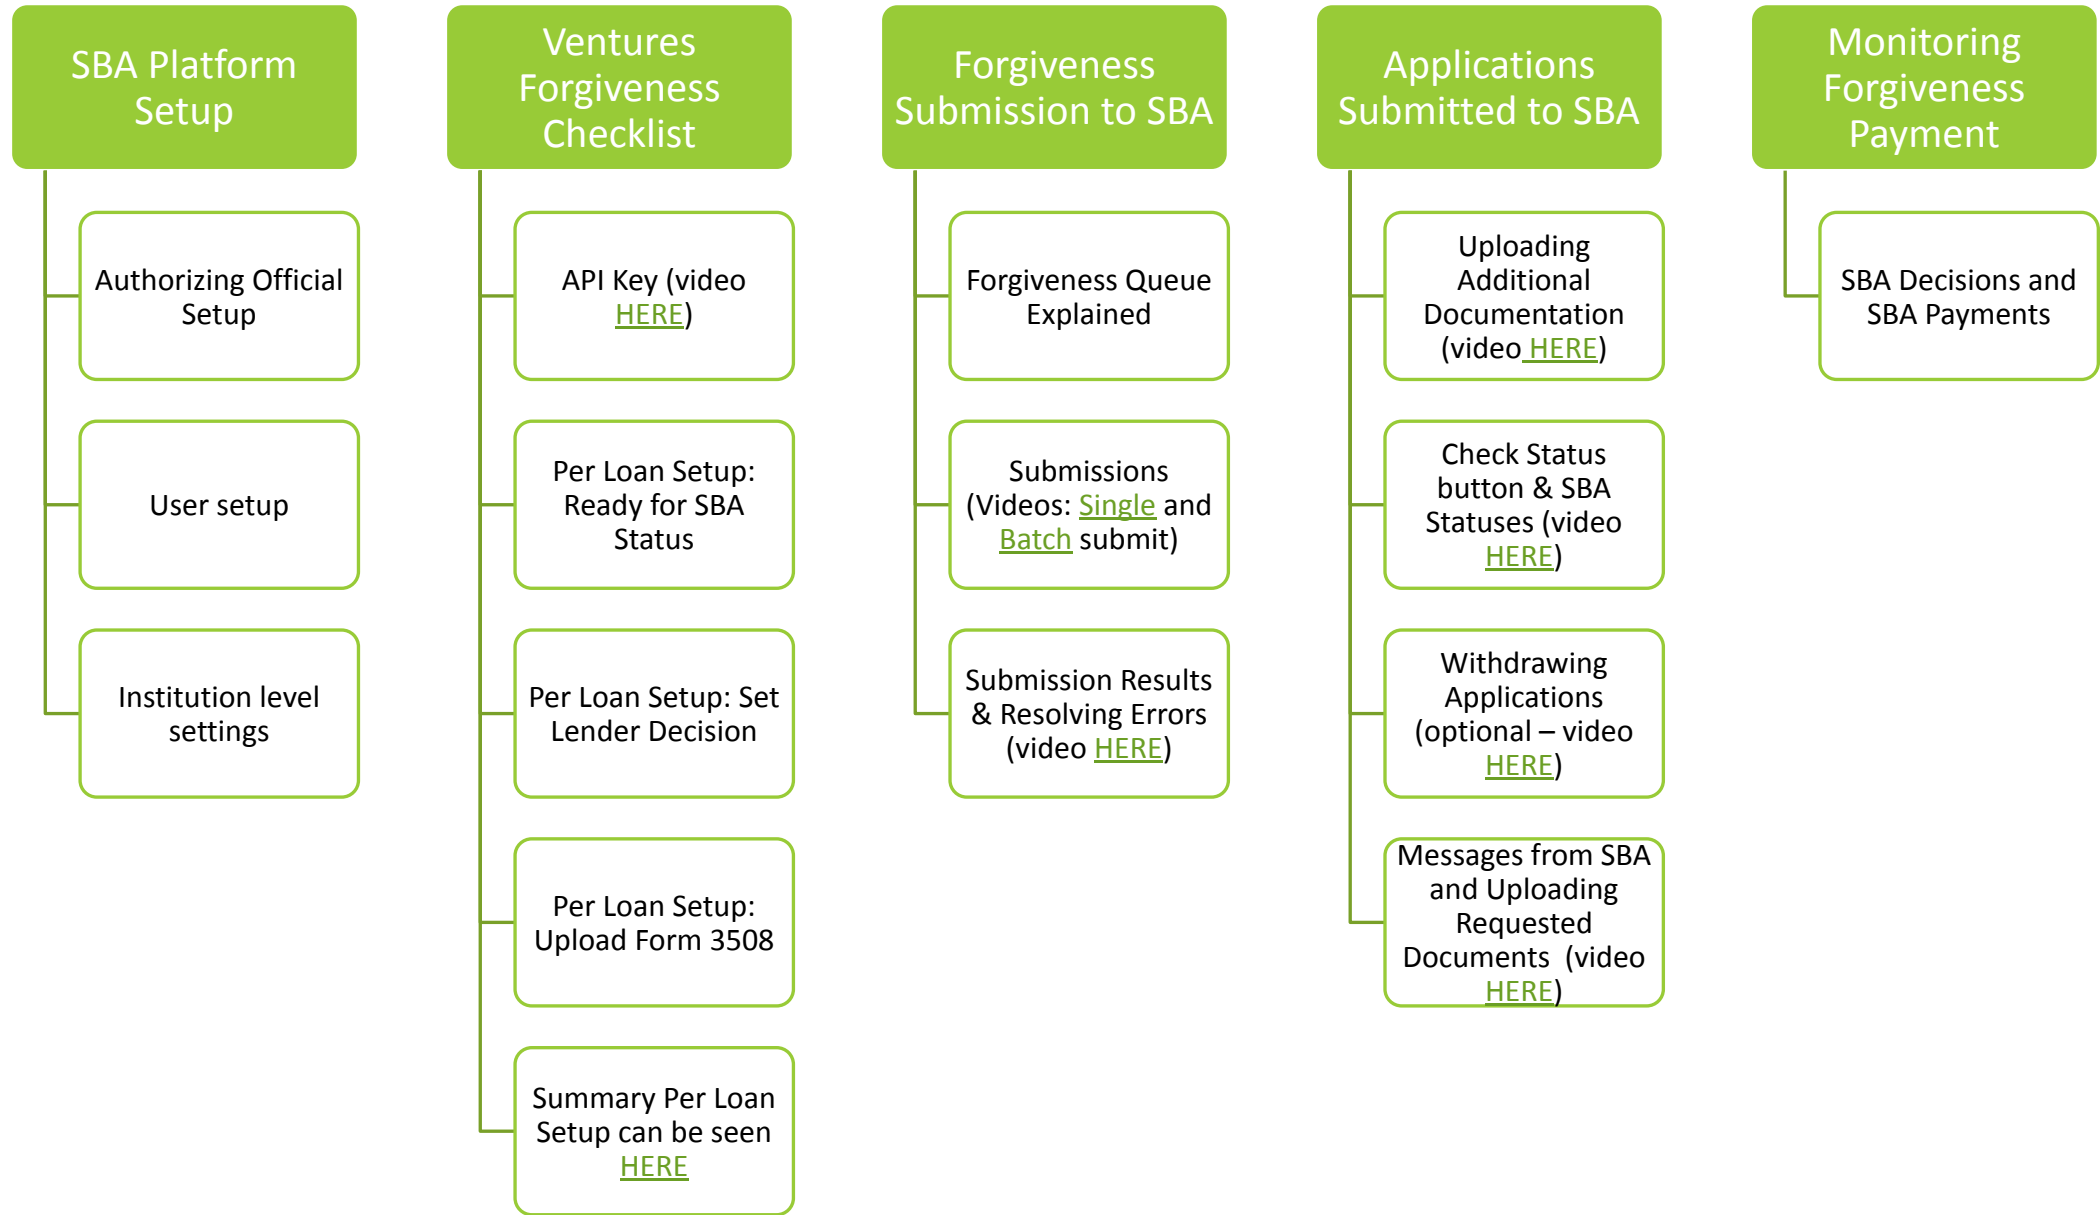 SBA Platform
Setup
Authorizing Official
Setup
User setup
Institution level
settings
Ventures
Forgiveness
Checklist
API Key (video
HERE)
Per Loan Setup:
Ready for SBA
Status
Per Loan Setup: Set
Lender Decision
Per Loan Setup:
Upload Form 3508
Summary Per Loan
Setup can be seen
HERE
Forgiveness
Submission to SBA
Forgiveness Queue
Explained
Submissions
(Videos: Single and
Batch submit)
Submission Results
& Resolving Errors
(video HERE)
Applications
Submitted to SBA
Uploading
Additional
Documentation
(video HERE)
Check Status
button & SBA
Statuses (video
HERE)
Withdrawing
Applications
(optional – video
HERE)
Messages from SBA
and Uploading
Requested
Documents  (video
HERE)
Monitoring
Forgiveness
Payment
SBA Decisions and
SBA Payments